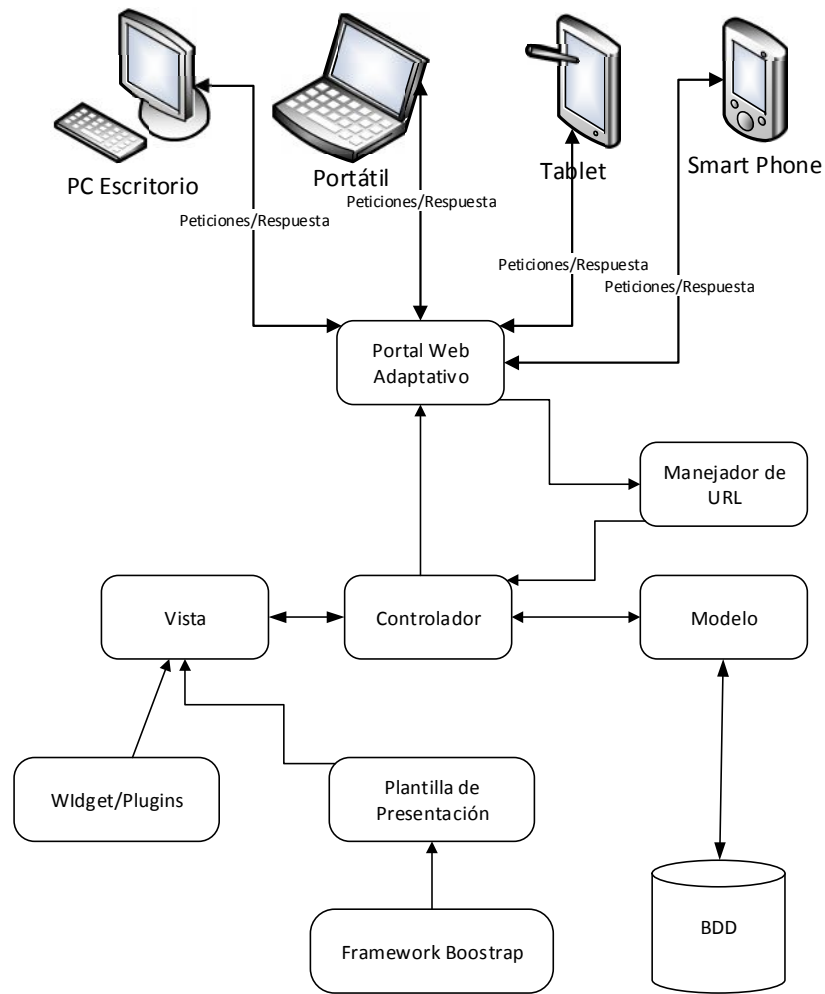 PC Escritorio
Portátil
Tablet
Smart Phone
Peticiones/Respuesta
Peticiones/Respuesta
Peticiones/Respuesta
Peticiones/Respuesta
Portal Web
Adaptativo
Manejador de
URL
Vista
Controlador
Modelo
WIdget/Plugins
Plantilla de
Presentación
Framework Boostrap
BDD